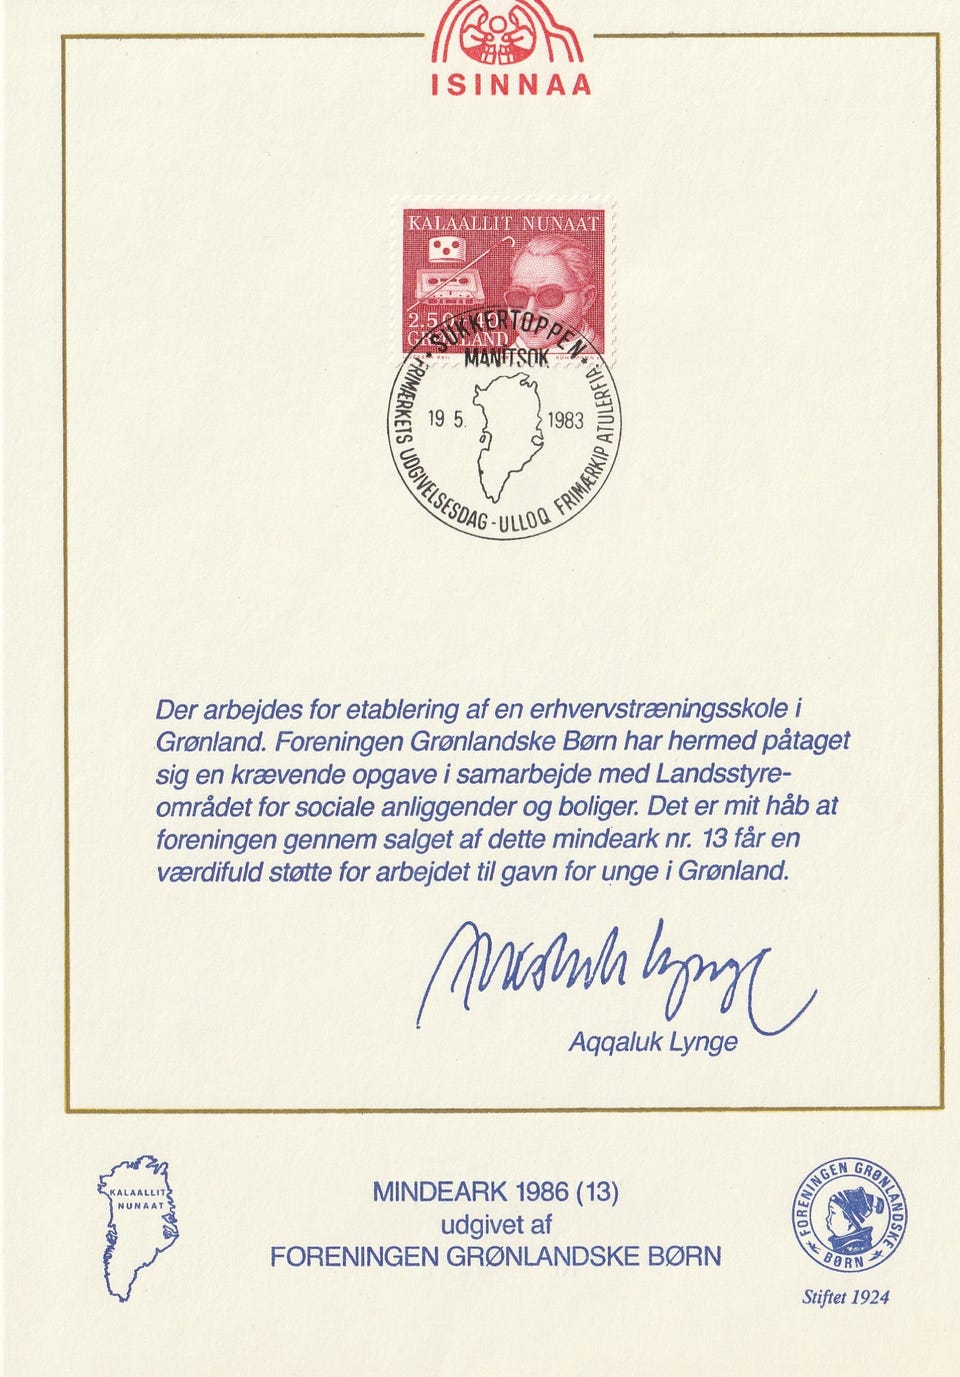 ISINNAA
KALAALLIT NUNAAT
2.50+40
GRØNLAND
SUKKERTOPPEN
MANITSOK
19 5. 1983
FRIMÆRKETS UDGIVELSESDAG - ULLOQ FRIMÆRKIP ATULERFIA
Der arbejdes for etablering af en erhvervstræningsskole i
Grønland. Foreningen Grønlandske Børn har hermed påtaget
sig en krævende opgave i samarbejde med Landsstyre-
området for sociale anliggender og boliger. Det er mit håb at
foreningen gennem salget af dette mindeark nr. 13 får en
værdifuld støtte for arbejdet til gavn for unge i Grønland.
Aqqaluk Lynge
KALAALLIT
NUNAAT
MINDEARK 1986 (13)
udgivet af
FORENINGEN GRØNLANDSKE BØRN
FORENINGEN GRØNLANDSKE
BØRN
Stiftet 1924